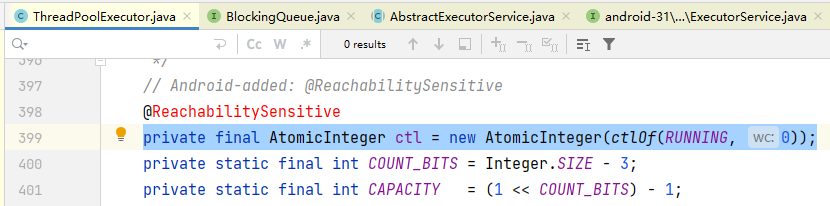 ThreadPoolExecutor.java BlockingQueue.java AbstractExecutorService.java android-31\...\ExecutorService.java
Cc W .* 0 results
396 */
397 // Android-added: @ReachabilitySensitive
398 @ReachabilitySensitive
399 private final AtomicInteger ctl = new AtomicInteger(ctlOf(RUNNING, wc: 0));
400 private static final int COUNT_BITS = Integer.SIZE - 3;
401 private static final int CAPACITY = (1 << COUNT_BITS) - 1;